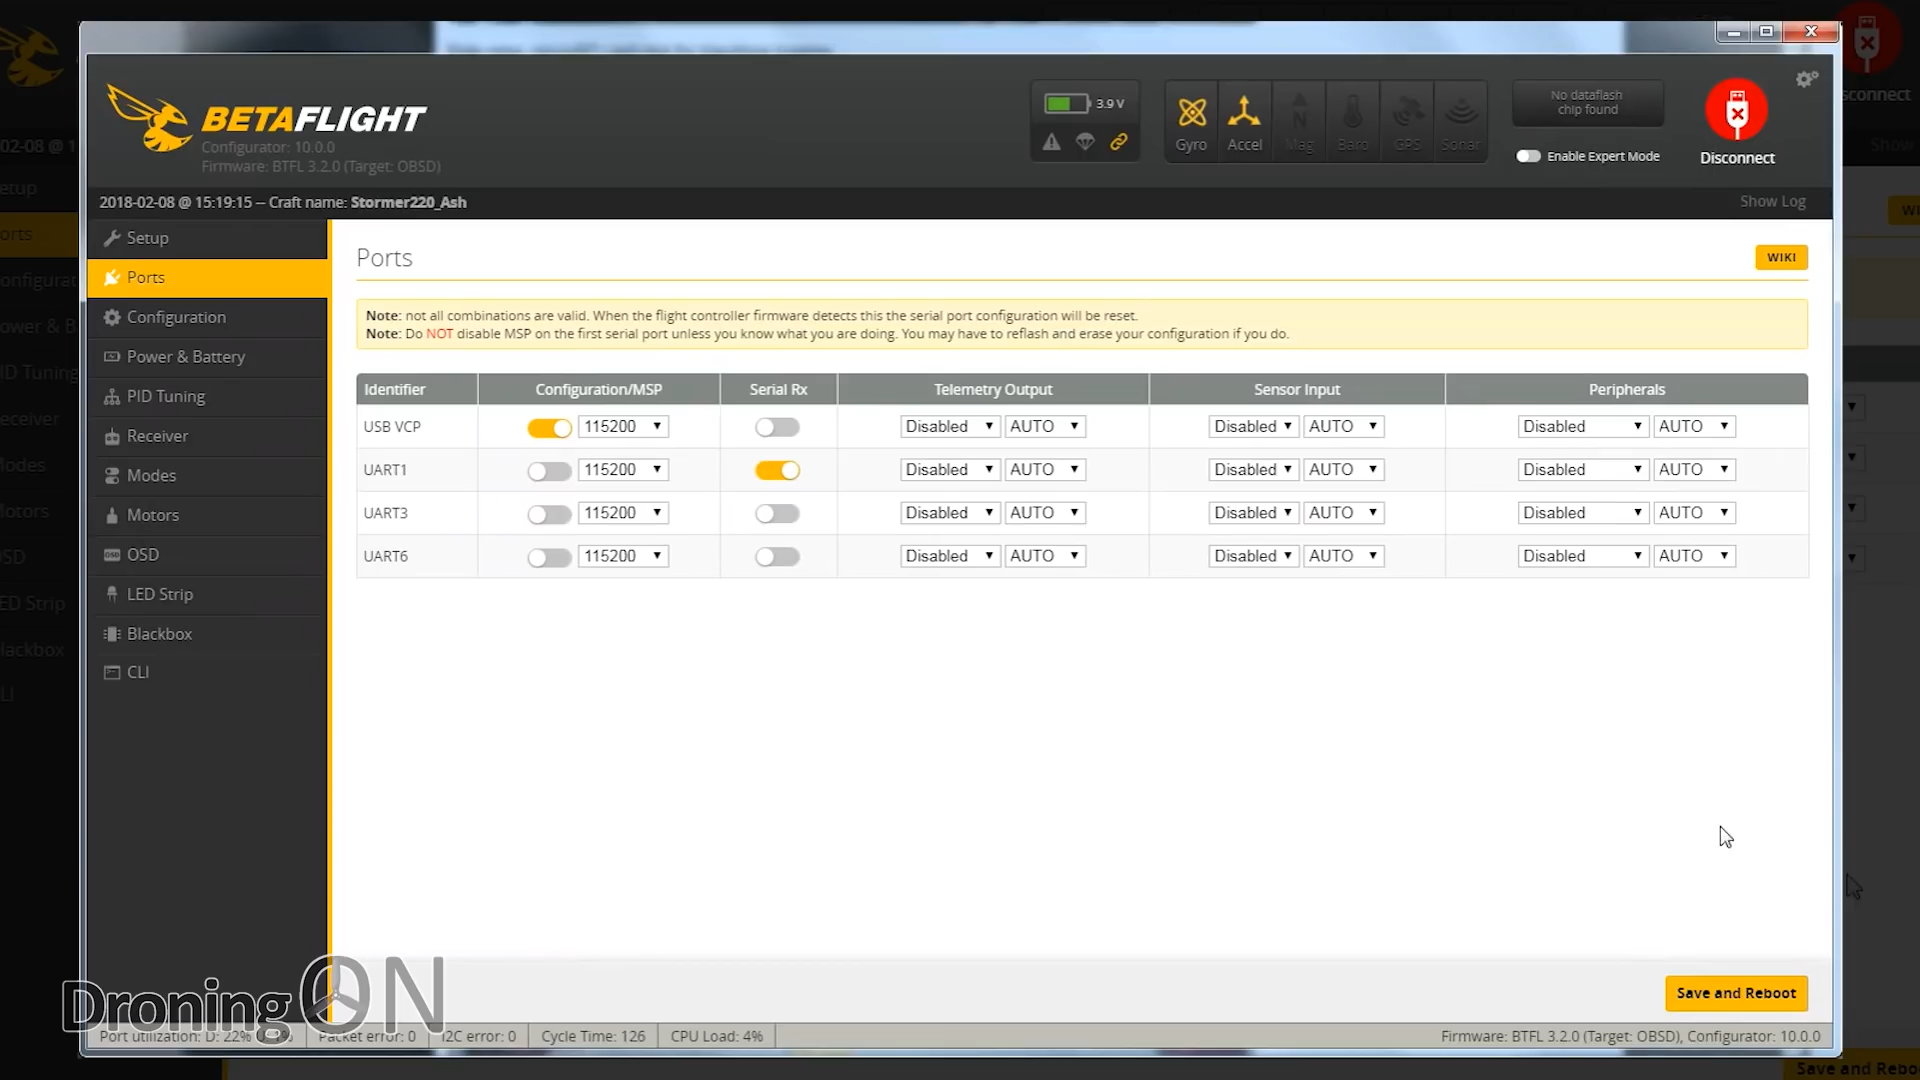 BETAFLIGHT
Configurator: 10.0.0
Firmware: BTFL 3.2.0 (Target: OBSD)
3.9 V
Gyro Accel Mag Baro GPS Sonar
No dataflash
chip found
Enable Expert Mode
Disconnect
2018-02-08 @ 15:19:15 -- Craft name: Stormer220_Ash
Show Log
Setup
Ports
Configuration
Power & Battery
PID Tuning
Receiver
Modes
Motors
OSD
LED Strip
Blackbox
CLI
Ports
WIKI
Note: not all combinations are valid. When the flight controller firmware detects this the serial port configuration will be reset.
Note: Do NOT disable MSP on the first serial port unless you know what you are doing. You may have to reflash and erase your configuration if you do.
Identifier Configuration/MSP Serial Rx Telemetry Output Sensor Input Peripherals
USB VCP 115200 Disabled AUTO Disabled AUTO Disabled AUTO
UART1 115200 Disabled AUTO Disabled AUTO Disabled AUTO
UART3 115200 Disabled AUTO Disabled AUTO Disabled AUTO
UART6 115200 Disabled AUTO Disabled AUTO Disabled AUTO
Save and Reboot
DroningON
Port utilization: D: 22% Packet error: 0 I2C error: 0 Cycle Time: 126 CPU Load: 4%
Firmware: BTFL 3.2.0 (Target: OBSD), Configurator: 10.0.0